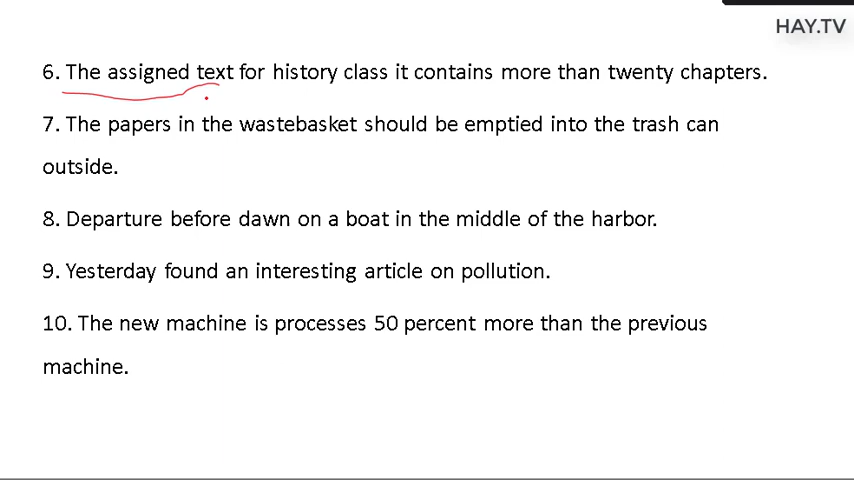 HAY.TV
6. The assigned text for history class it contains more than twenty chapters.
7. The papers in the wastebasket should be emptied into the trash can
outside.
8. Departure before dawn on a boat in the middle of the harbor.
9. Yesterday found an interesting article on pollution.
10. The new machine is processes 50 percent more than the previous
machine.